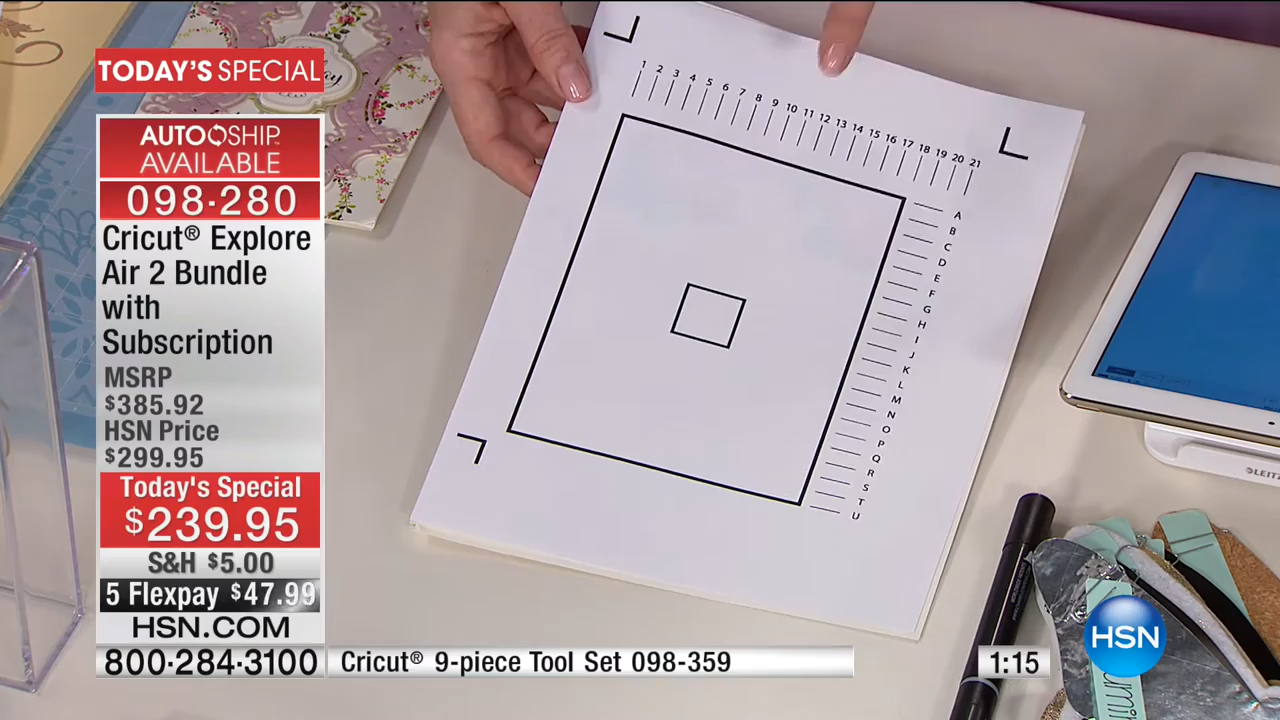 TODAY'S SPECIAL
AUTOSHIP
AVAILABLE
098-280
Cricut® Explore
Air 2 Bundle
with
Subscription
MSRP
$385.92
HSN Price
$299.95
Today's Special
$239.95
S&H $5.00
5 Flexpay $47.99
HSN.COM
800-284-3100
Cricut® 9-piece Tool Set 098-359
1:15
HSN
1 2 3 4 5 6 7 8 9 10 11 12 13 14 15 16 17 18 19 20 21
A
B
C
D
E
F
G
H
I
J
K
L
M
N
O
P
Q
R
S
T
U
LEITZ